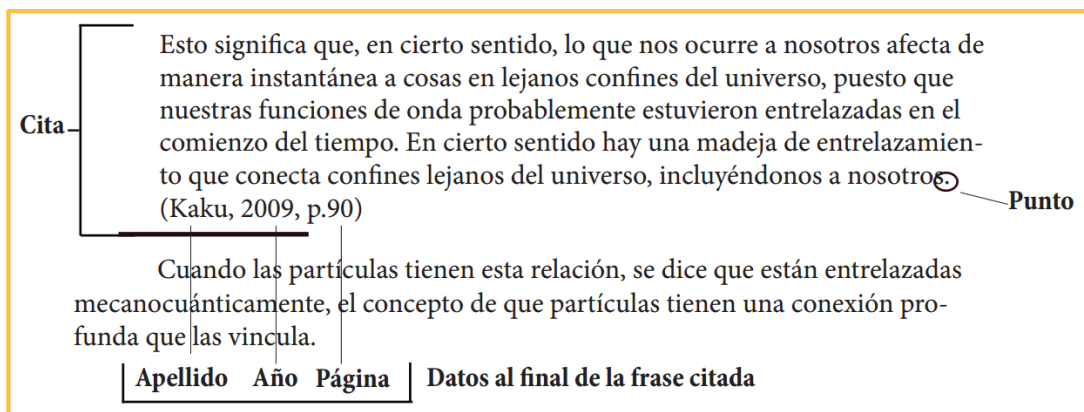 Esto significa que, en cierto sentido, lo que nos ocurre a nosotros afecta de
manera instantánea a cosas en lejanos confines del universo, puesto que
nuestras funciones de onda probablemente estuvieron entrelazadas en el
Cita
comienzo del tiempo. En cierto sentido hay una madeja de entrelazamien-
to que conecta confines lejanos del universo, incluyéndonos a nosotros.
(Kaku, 2009, p.90)
Punto
Cuando las partículas tienen esta relación, se dice que están entrelazadas
mecanocuánticamente, el concepto de que partículas tienen una conexión pro-
funda que las vincula.
Apellido Año Página Datos al final de la frase citada